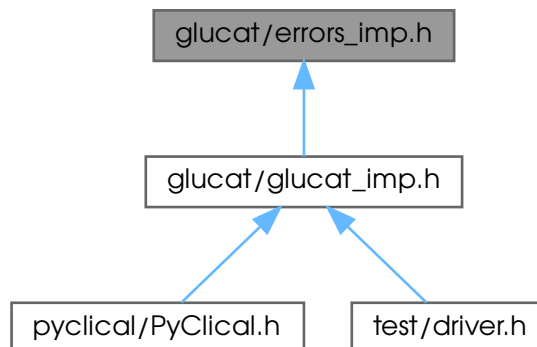 glucat/errors_imp.h
glucat/glucat_imp.h
pyclical/PyClical.h
test/driver.h